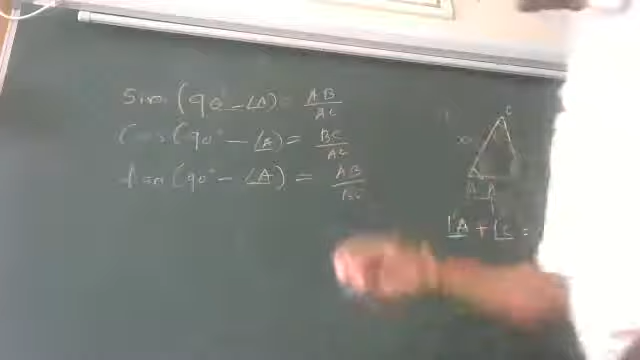 Sin (90° - ∠A) = AB/AC
Cos (90° - ∠A) = BC/AC
tan (90° - ∠A) = AB/BC
C
∠A + ∠C =